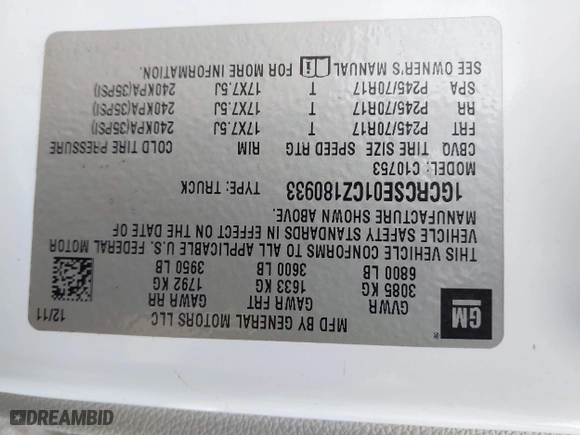 GM
MFD BY GENERAL MOTORS LLC
12/11
GVWR GAWR FRT GAWR RR
3085 KG 1633 KG 1792 KG
6800 LB 3600 LB 3950 LB
THIS VEHICLE CONFORMS TO ALL APPLICABLE U.S. FEDERAL MOTOR
VEHICLE SAFETY STANDARDS IN EFFECT ON THE DATE OF
MANUFACTURE SHOWN ABOVE.
1GCRCSE01CZ180933 TYPE: TRUCK
MODEL: C10753
CBVQ TIRE SIZE SPEED RTG RIM COLD TIRE PRESSURE
FRT P245/70R17 T 17X7.5J 240KPA(35PSI)
RR P245/70R17 T 17X7.5J 240KPA(35PSI)
SPA P245/70R17 T 17X7.5J 240KPA(35PSI)
SEE OWNER'S MANUAL FOR MORE INFORMATION.
DREAMBID